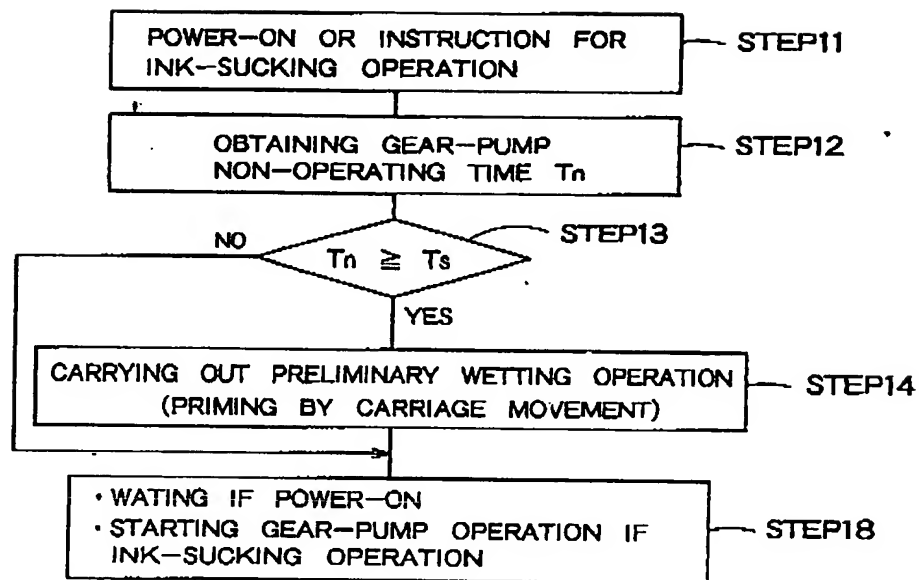 POWER-ON OR INSTRUCTION FOR
INK-SUCKING OPERATION
STEP11
OBTAINING GEAR-PUMP
NON-OPERATING TIME Tn
STEP12
Tn ≧ Ts
STEP13
NO
YES
CARRYING OUT PRELIMINARY WETTING OPERATION
(PRIMING BY CARRIAGE MOVEMENT)
STEP14
・WATING IF POWER-ON
・STARTING GEAR-PUMP OPERATION IF
INK-SUCKING OPERATION
STEP18